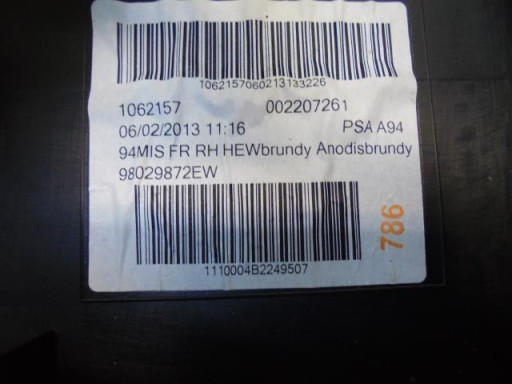 1062157060213133226
1062157 002207261
06/02/2013 11:16 PSA A94
94MIS FR RH HEWbrundy Anodisbrundy
98029872EW
786
1110004B2249507